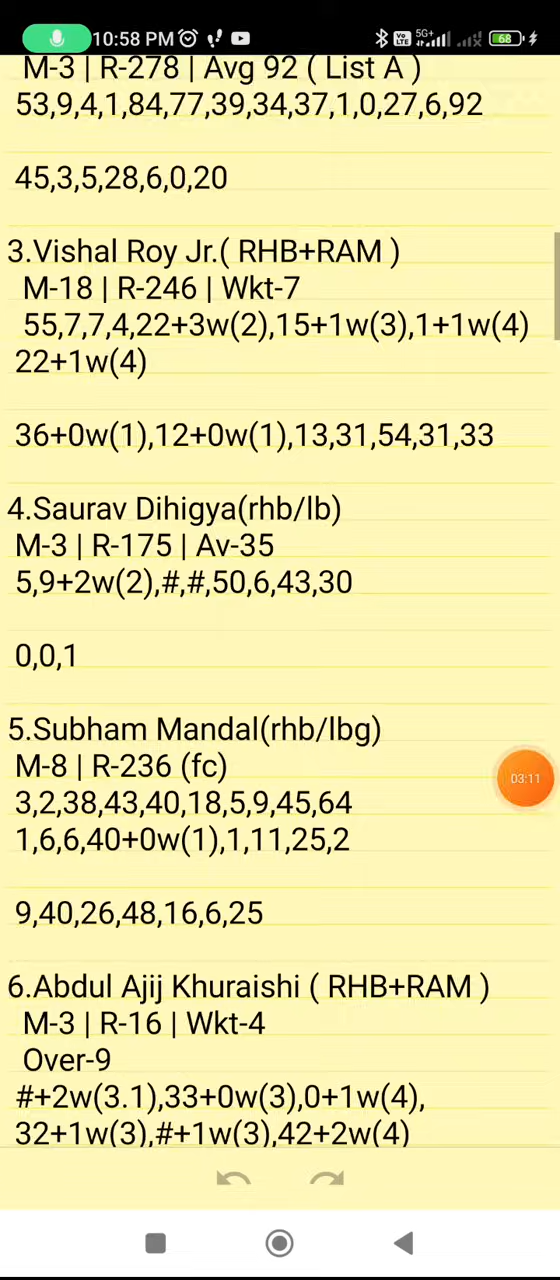 10:58 PM
Vo
LTE
5G+
68
M-3 | R-278 | Avg 92 ( List A )
53,9,4,1,84,77,39,34,37,1,0,27,6,92
45,3,5,28,6,0,20
3.Vishal Roy Jr.( RHB+RAM )
M-18 | R-246 | Wkt-7
55,7,7,4,22+3w(2),15+1w(3),1+1w(4)
22+1w(4)
36+0w(1),12+0w(1),13,31,54,31,33
4.Saurav Dihigya(rhb/lb)
M-3 | R-175 | Av-35
5,9+2w(2),#,#,50,6,43,30
0,0,1
5.Subham Mandal(rhb/lbg)
M-8 | R-236 (fc)
3,2,38,43,40,18,5,9,45,64
1,6,6,40+0w(1),1,11,25,2
03:11
9,40,26,48,16,6,25
6.Abdul Ajij Khuraishi ( RHB+RAM )
M-3 | R-16 | Wkt-4
Over-9
#+2w(3.1),33+0w(3),0+1w(4),
32+1w(3),#+1w(3),42+2w(4)